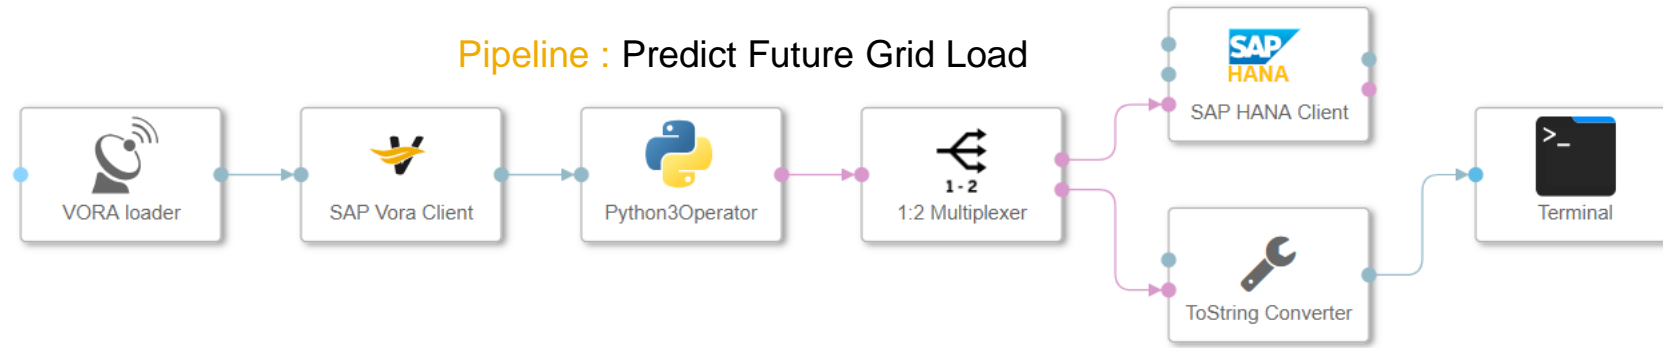 Pipeline : Predict Future Grid Load
SAP
HANA
SAP HANA Client
VORA loader
V
SAP Vora Client
Python3Operator
1 - 2
1:2 Multiplexer
>_
Terminal
ToString Converter